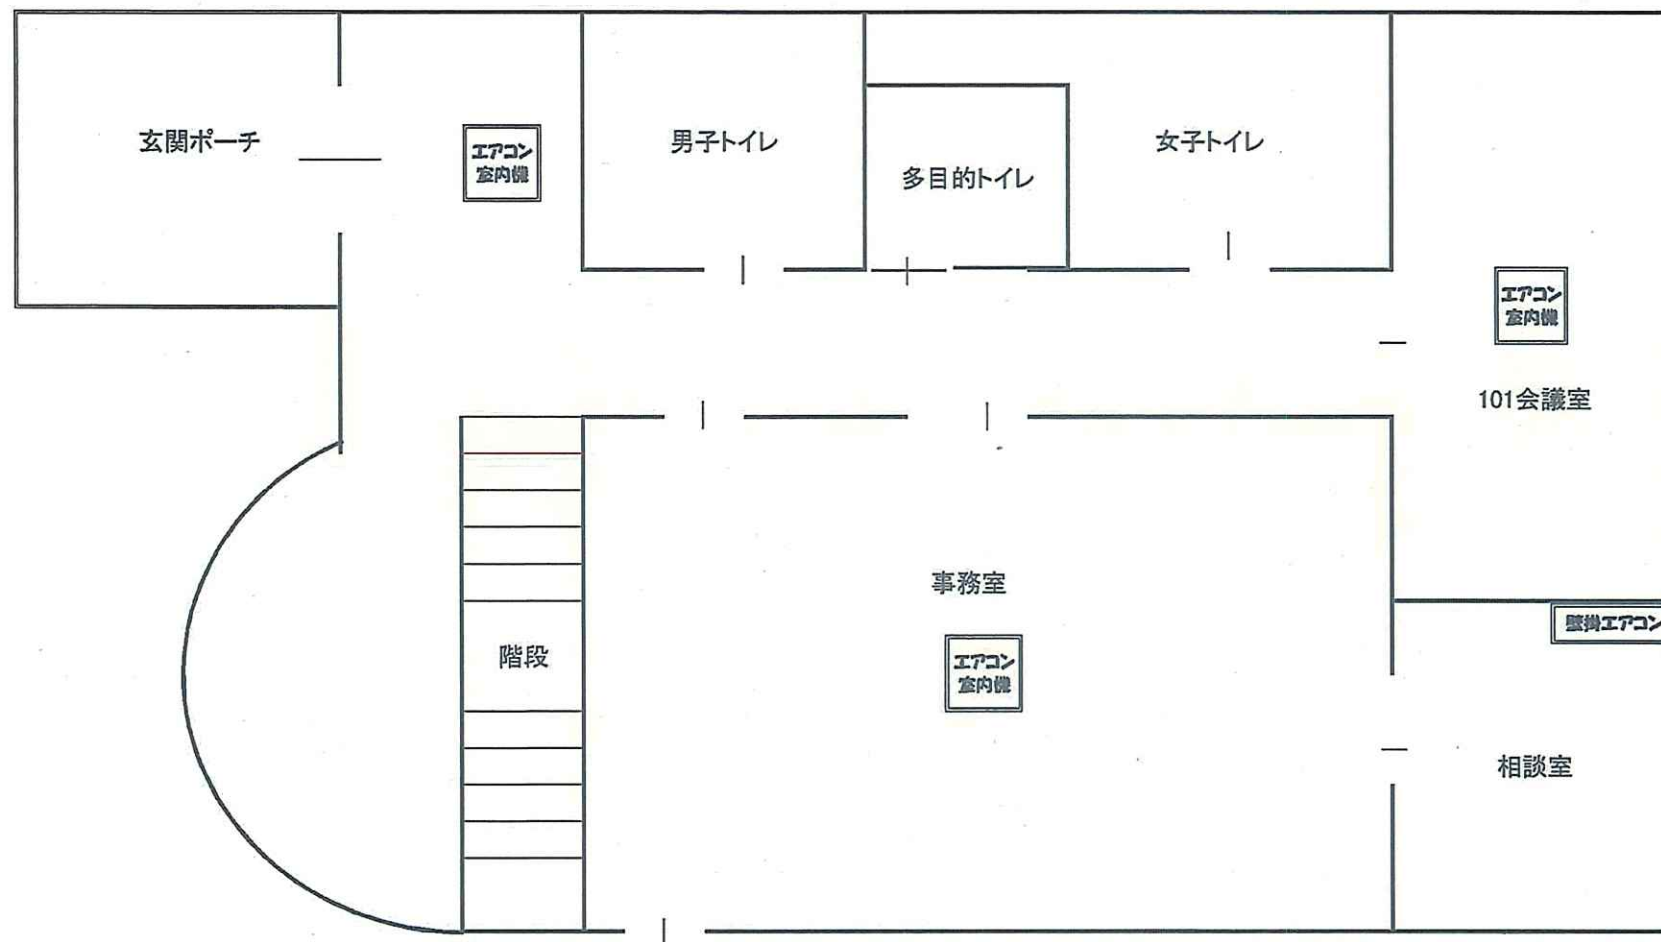 玄関ポーチ
エアコン
室内機
男子トイレ
多目的トイレ
女子トイレ
エアコン
室内機
101会議室
事務室
エアコン
室内機
階段
壁掛エアコン
相談室